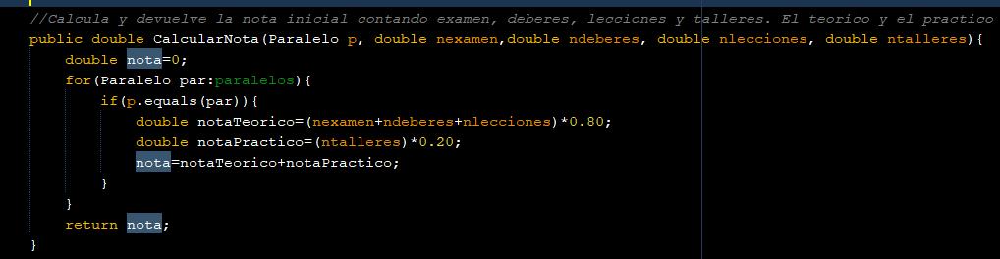 //Calcula y devuelve la nota inicial contando examen, deberes, lecciones y talleres. El teorico y el practico
public double CalcularNota(Paralelo p, double nexamen,double ndeberes, double nlecciones, double ntalleres){
double nota=0;
for(Paralelo par:paralelos){
if(p.equals(par)){
double notaTeorico=(nexamen+ndeberes+nlecciones)*0.80;
double notaPractico=(ntalleres)*0.20;
nota=notaTeorico+notaPractico;
}
}
return nota;
}